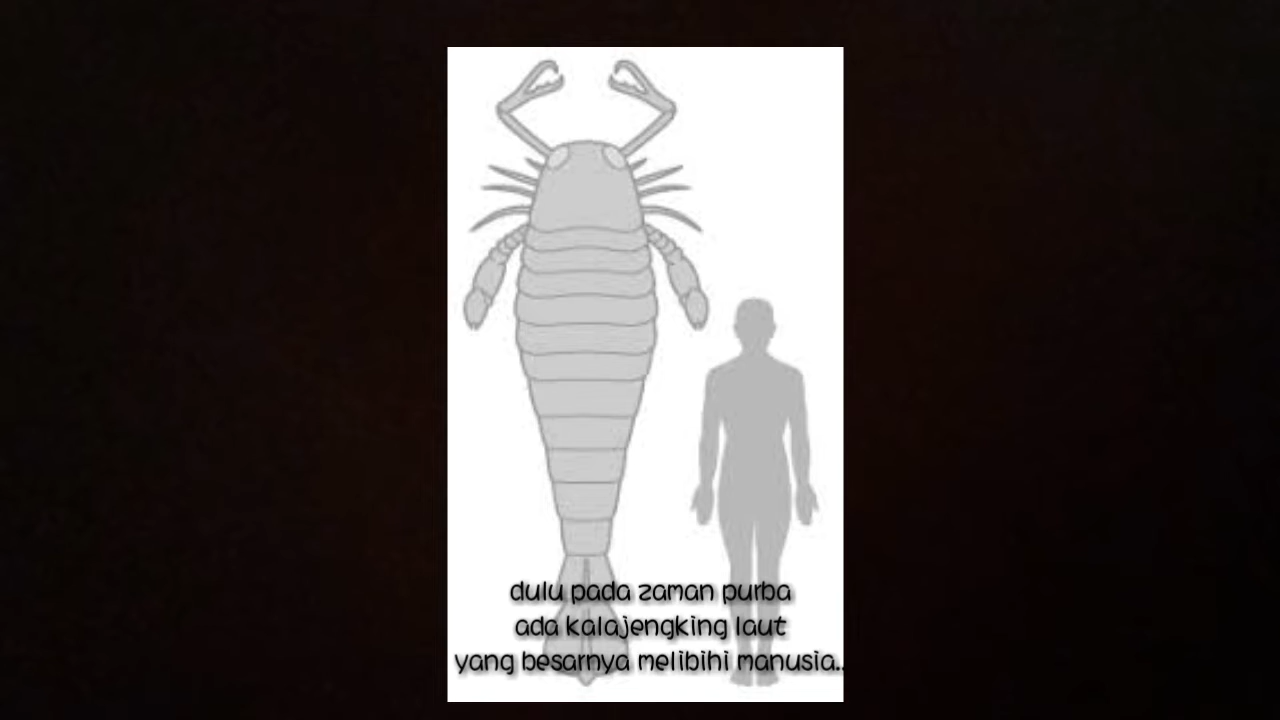 dulu pada zaman purba
ada kalajengking laut
yang besarnya melibihi manusia..